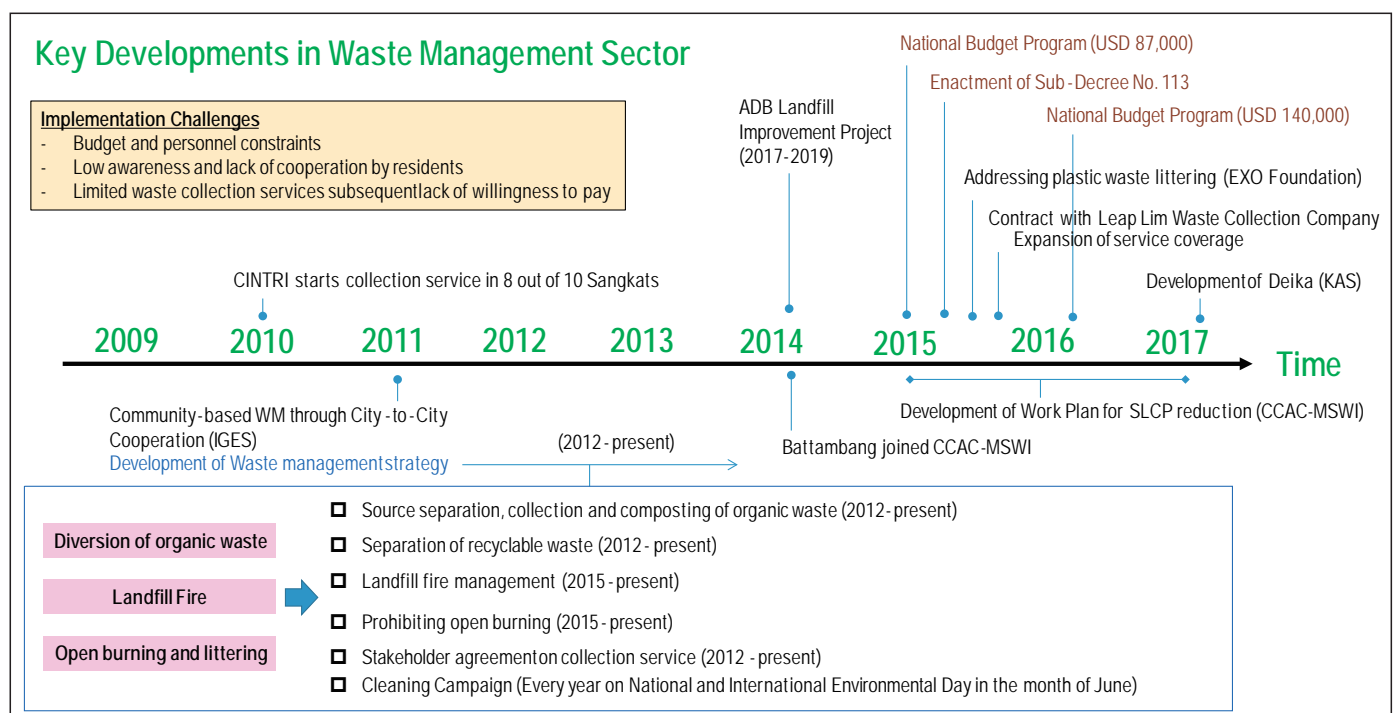 Key Developments in Waste Management Sector
Implementation Challenges
- Budget and personnel constraints
- Low awareness and lack of cooperation by residents
- Limited waste collection services subsequentlack of willingness to pay
National Budget Program (USD 87,000)
Enactment of Sub-Decree No. 113
ADB Landfill
Improvement Project
(2017-2019)
National Budget Program (USD 140,000)
Addressing plastic waste littering (EXO Foundation)
Contract with Leap Lim Waste Collection Company
Expansion of service coverage
CINTRI starts collection service in 8 out of 10 Sangkats
Development of Deika (KAS)
2009 2010 2011 2012 2013 2014 2015 2016 2017
Time
Community-based WM through City-to-City
Cooperation (IGES)
Development of Waste management strategy
(2012-present)
Battambang joined CCAC-MSWI
Development of Work Plan for SLCP reduction (CCAC-MSWI)
Diversion of organic waste
Landfill Fire
Open burning and littering
Source separation, collection and composting of organic waste (2012-present)
Separation of recyclable waste (2012-present)
Landfill fire management (2015-present)
Prohibiting open burning (2015-present)
Stakeholder agreementon collection service (2012-present)
Cleaning Campaign (Every year on National and International Environmental Day in the month of June)